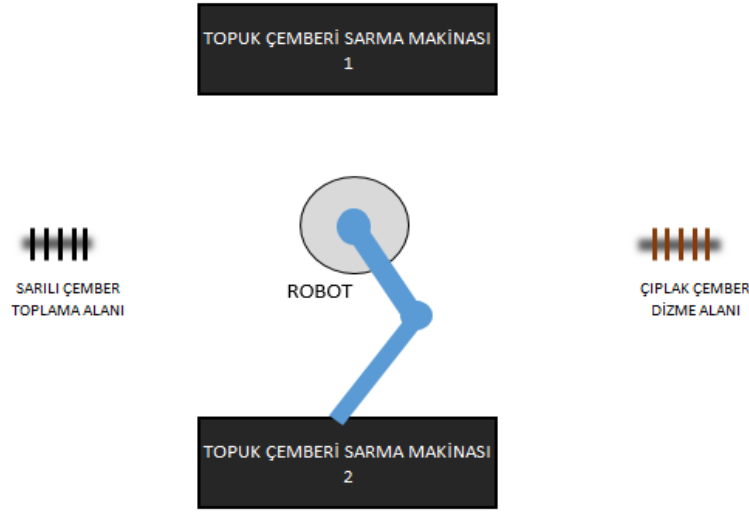 TOPUK ÇEMBERİ SARMA MAKİNASI
1
SARILI ÇEMBER
TOPLAMA ALANI
ROBOT
ÇIPLAK ÇEMBER
DİZME ALANI
TOPUK ÇEMBERİ SARMA MAKİNASI
2